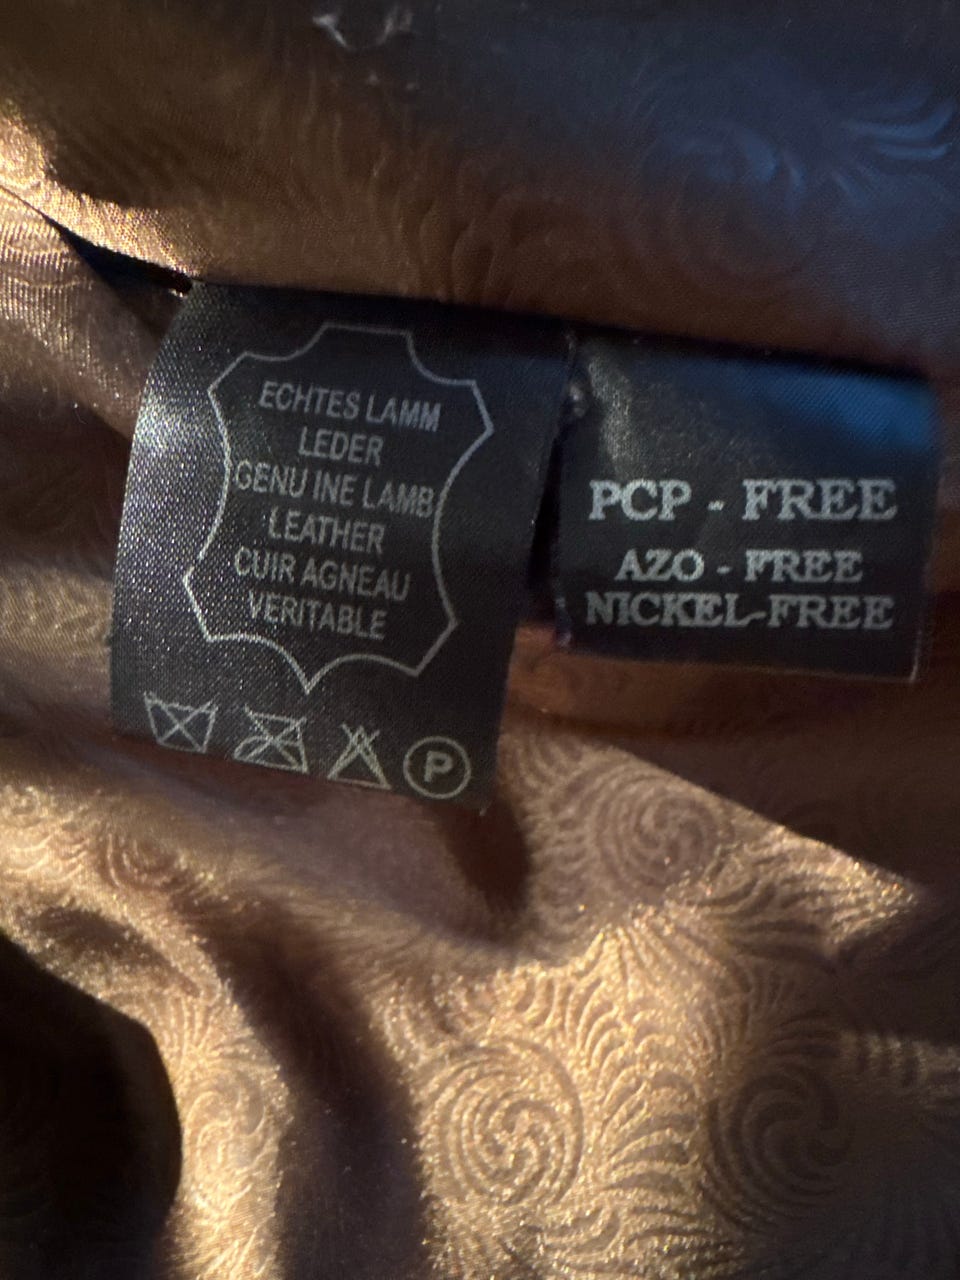 ECHTES LAMM
LEDER
GENU INE LAMB
LEATHER
CUIR AGNEAU
VERITABLE
P
PCP - FREE
AZO - FREE
NICKEL-FREE